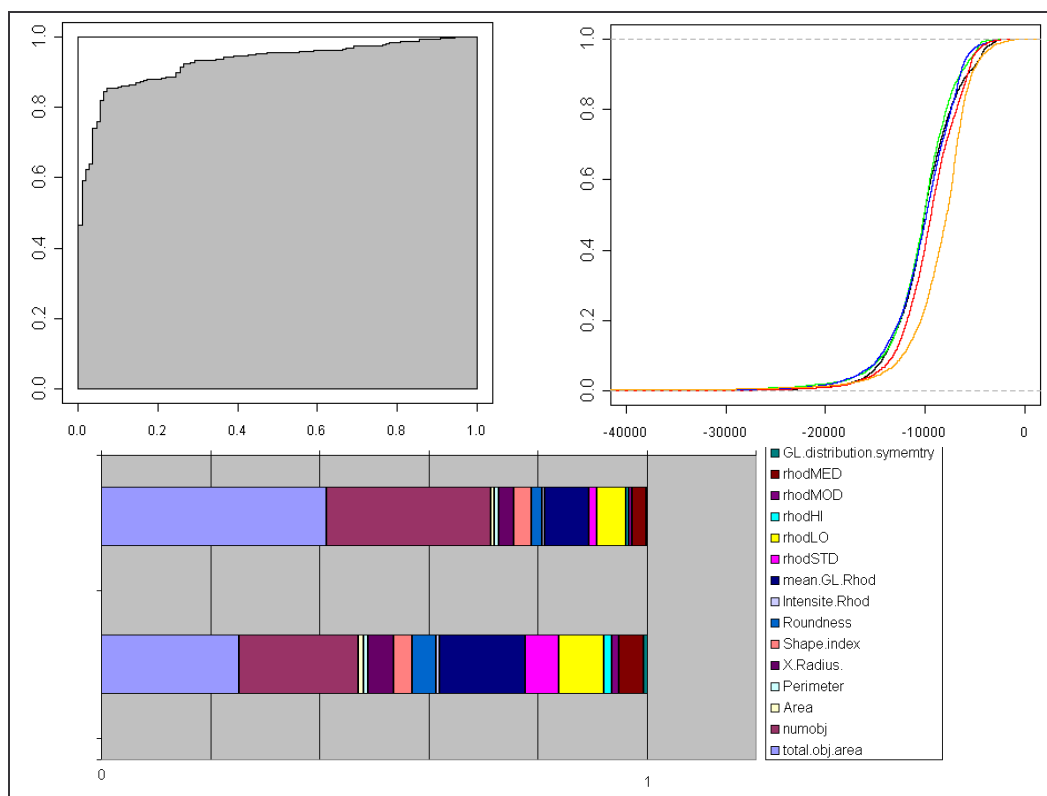 1.0
0.8
0.6
0.4
0.2
0.0
0.0 0.2 0.4 0.6 0.8 1.0
1.0
0.8
0.6
0.4
0.2
0.0
-40000 -30000 -20000 -10000 0
GL.distribution.symemtry
rhodMED
rhodMOD
rhodHI
rhodLO
rhodSTD
mean.GL.Rhod
Intensite.Rhod
Roundness
Shape.index
X.Radius.
Perimeter
Area
numobj
total.obj.area
0 1